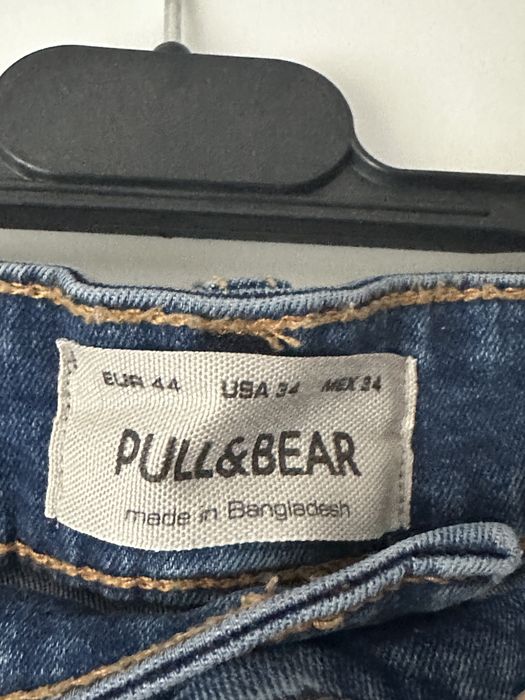 EUR 44 USA 34 MEX 34
PULL&BEAR
made in Bangladesh